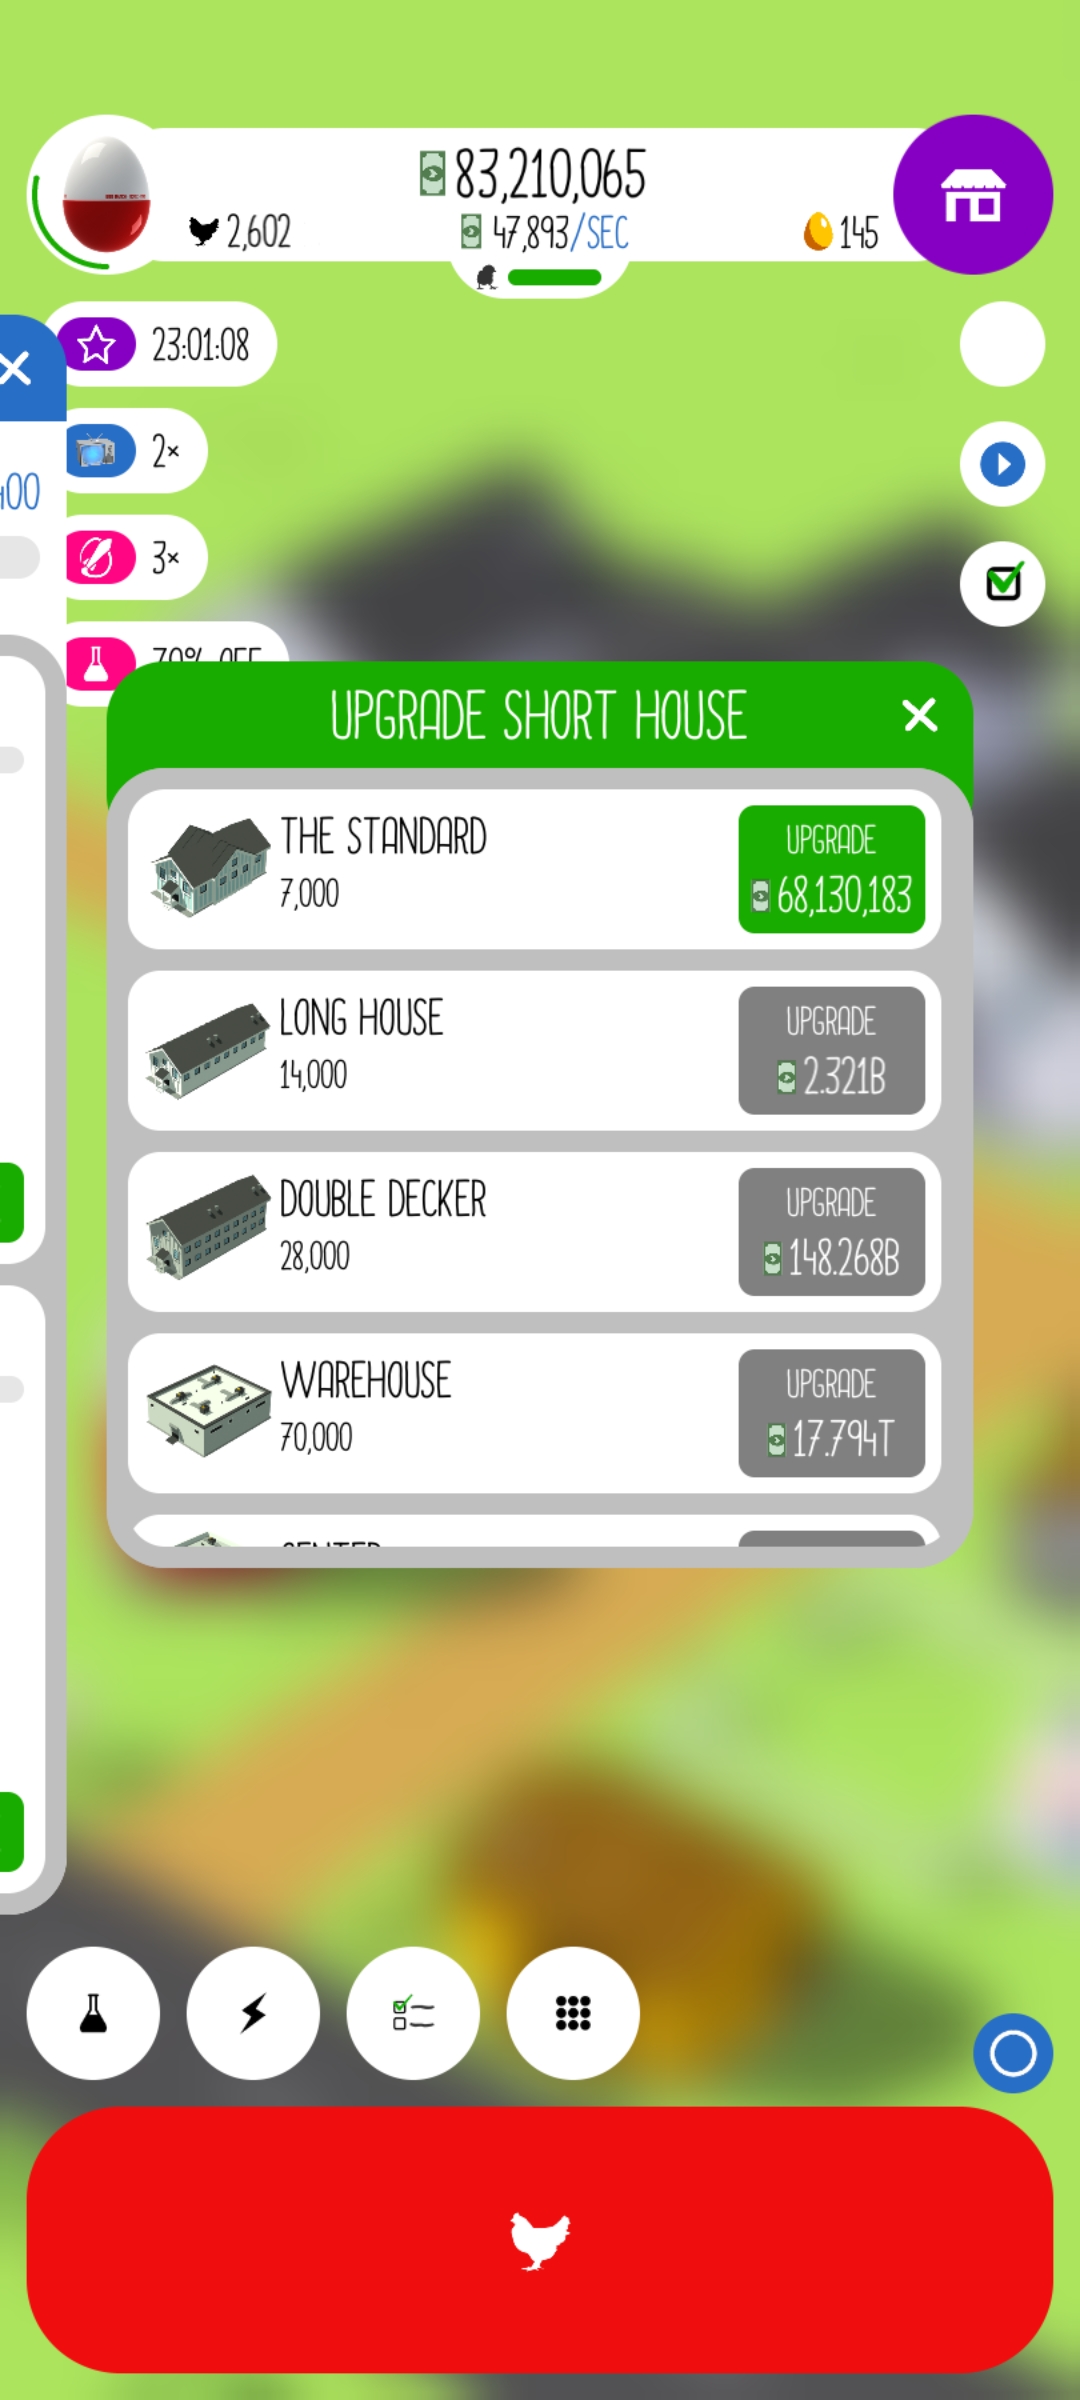 83,210,065
2,602
47,893/SEC
145
23:01:08
2×
3×
70% OFF
UPGRADE SHORT HOUSE
THE STANDARD
7,000
UPGRADE
68,130,183
LONG HOUSE
14,000
UPGRADE
2.321B
DOUBLE DECKER
28,000
UPGRADE
148.268B
WAREHOUSE
70,000
UPGRADE
17.794T
CENTER